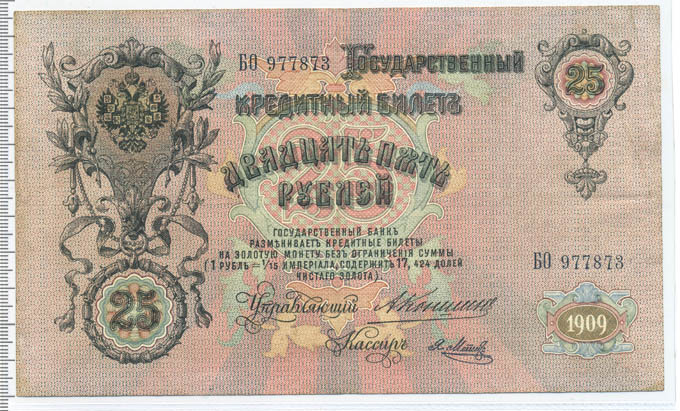 БО 977873 Государственный 25
Кредитный Билетъ
Двадцать пять
рублей
Государственный Банкъ
размѣниваетъ кредитные билеты
на золотую монету безъ ограниченія суммы
(1 рубль = 1/15 имперіала, содержитъ 17,424 долей
чистаго золота).
БО 977873
25
Управляющий
Кассиръ
1909